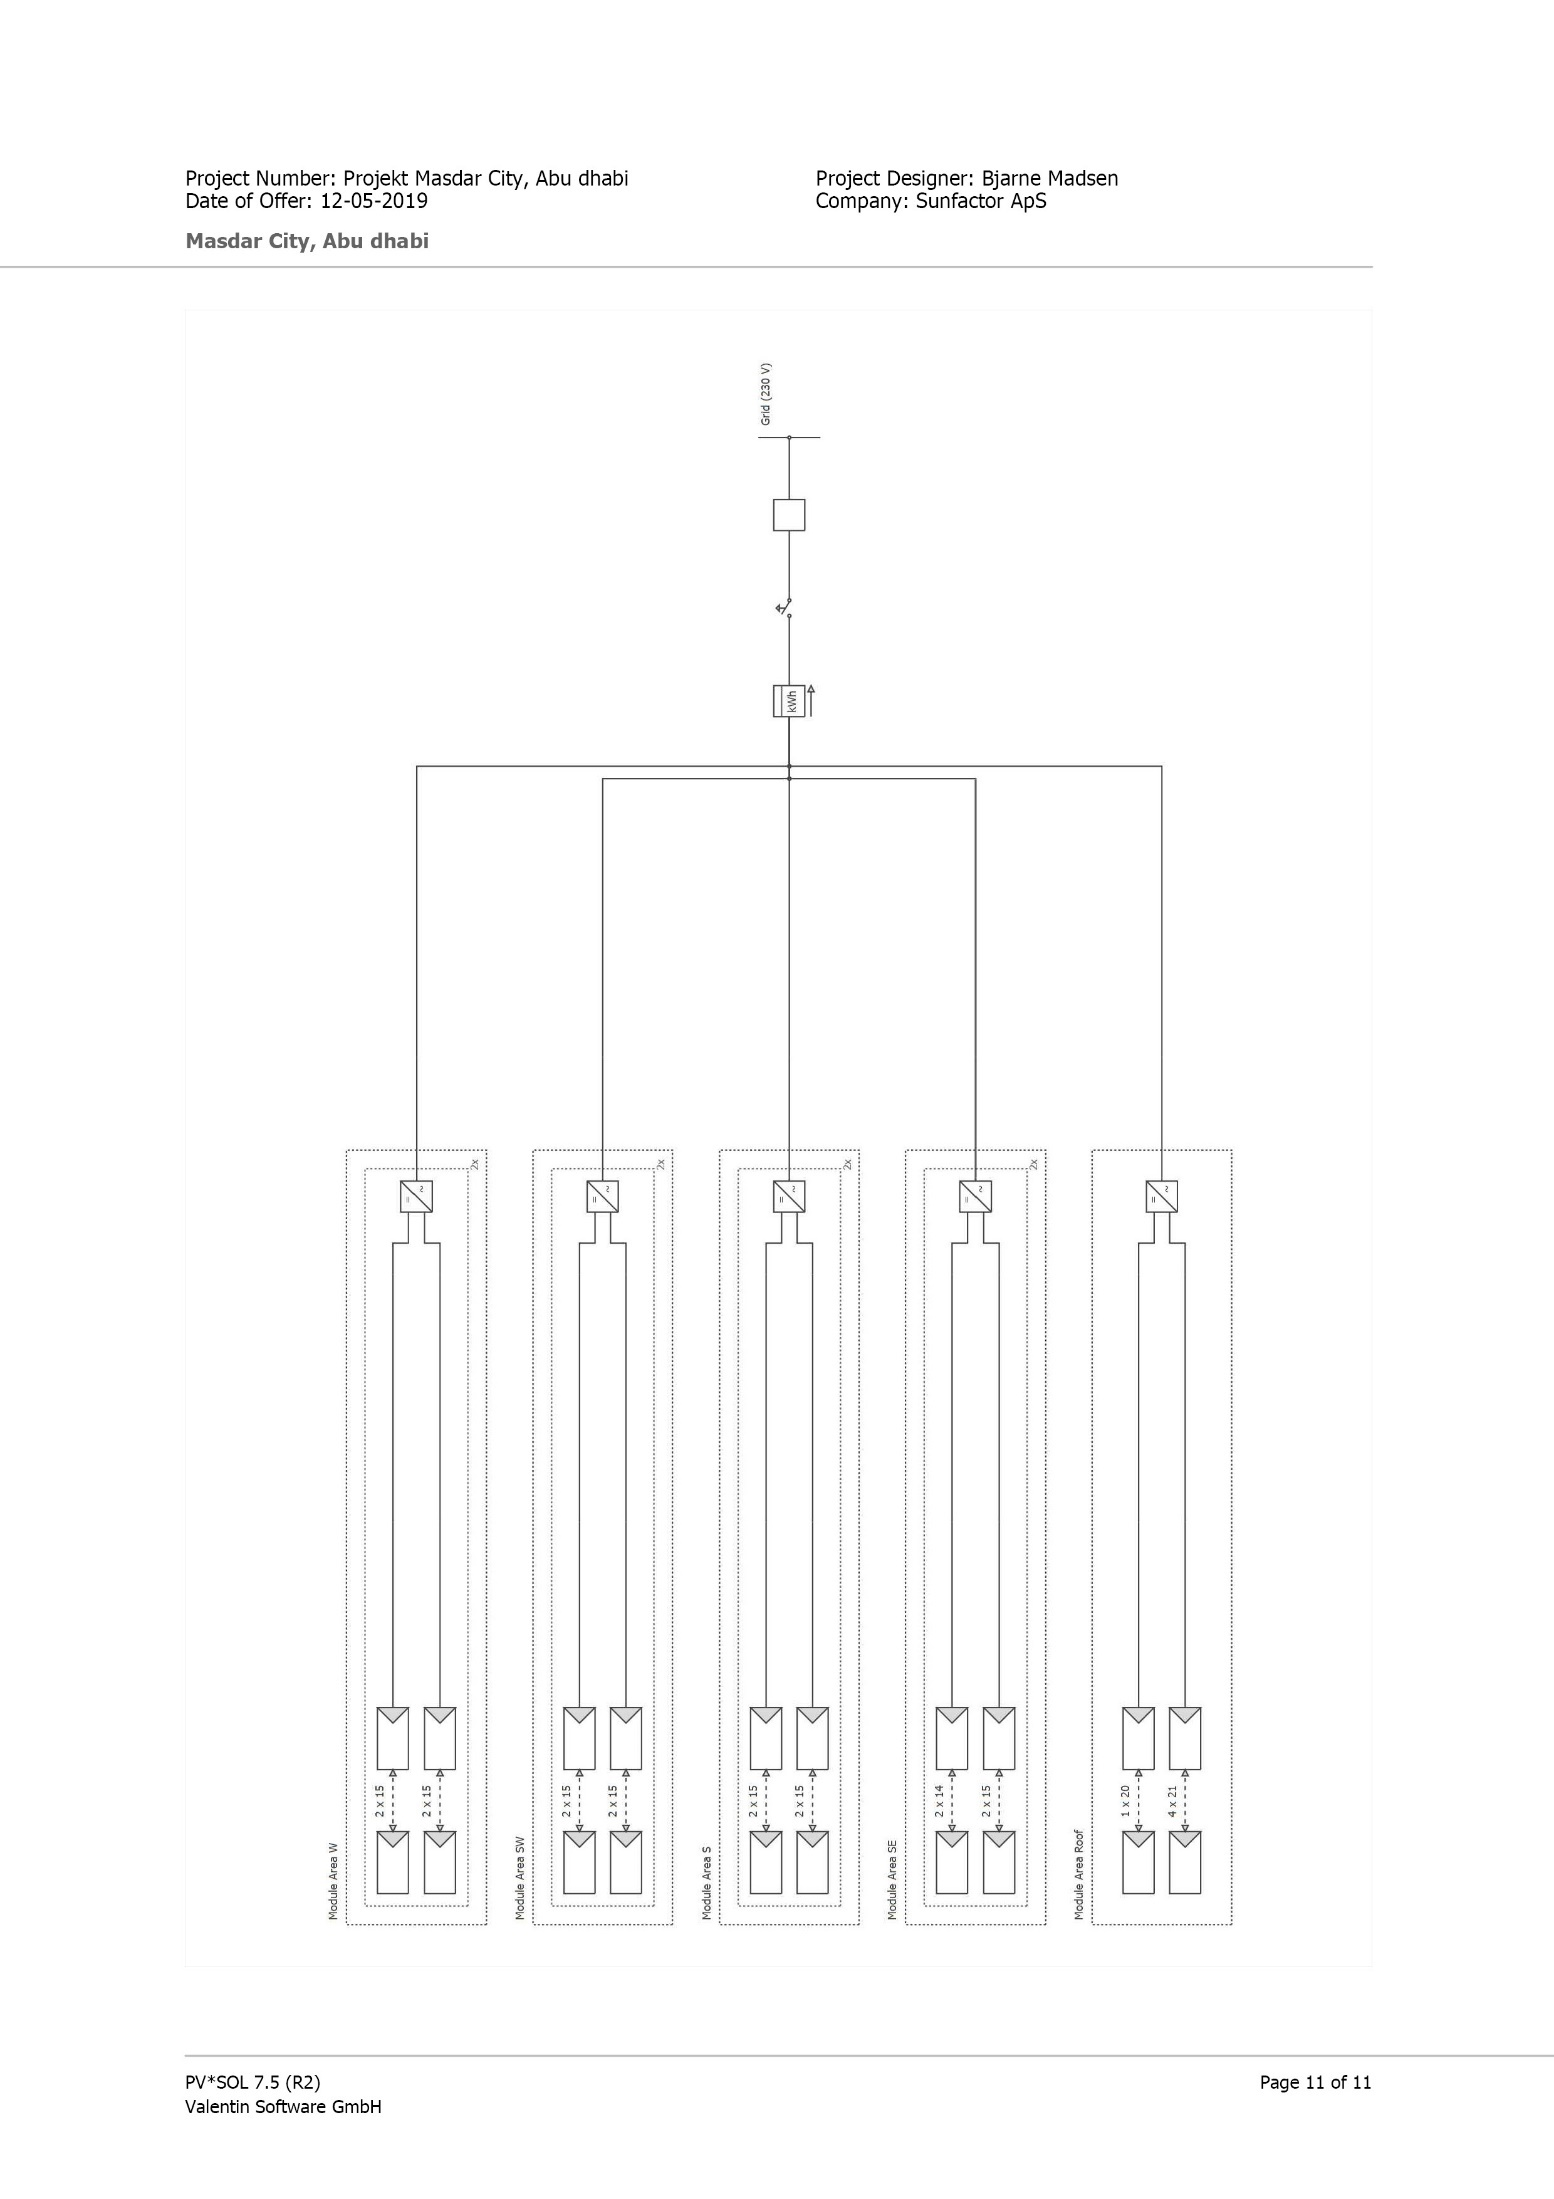 Project Number: Projekt Masdar City, Abu dhabi
Project Designer: Bjarne Madsen
Date of Offer: 12-05-2019
Company: Sunfactor ApS
Masdar City, Abu dhabi
Grid (230 V)
kWh
2x
2x
2x
2x
2 x 15
2 x 15
2 x 15
2 x 15
2 x 15
2 x 15
2 x 14
2 x 15
1 x 20
4 x 21
Module Area W
Module Area SW
Module Area S
Module Area SE
Module Area Roof
PV*SOL 7.5 (R2)
Page 11 of 11
Valentin Software GmbH